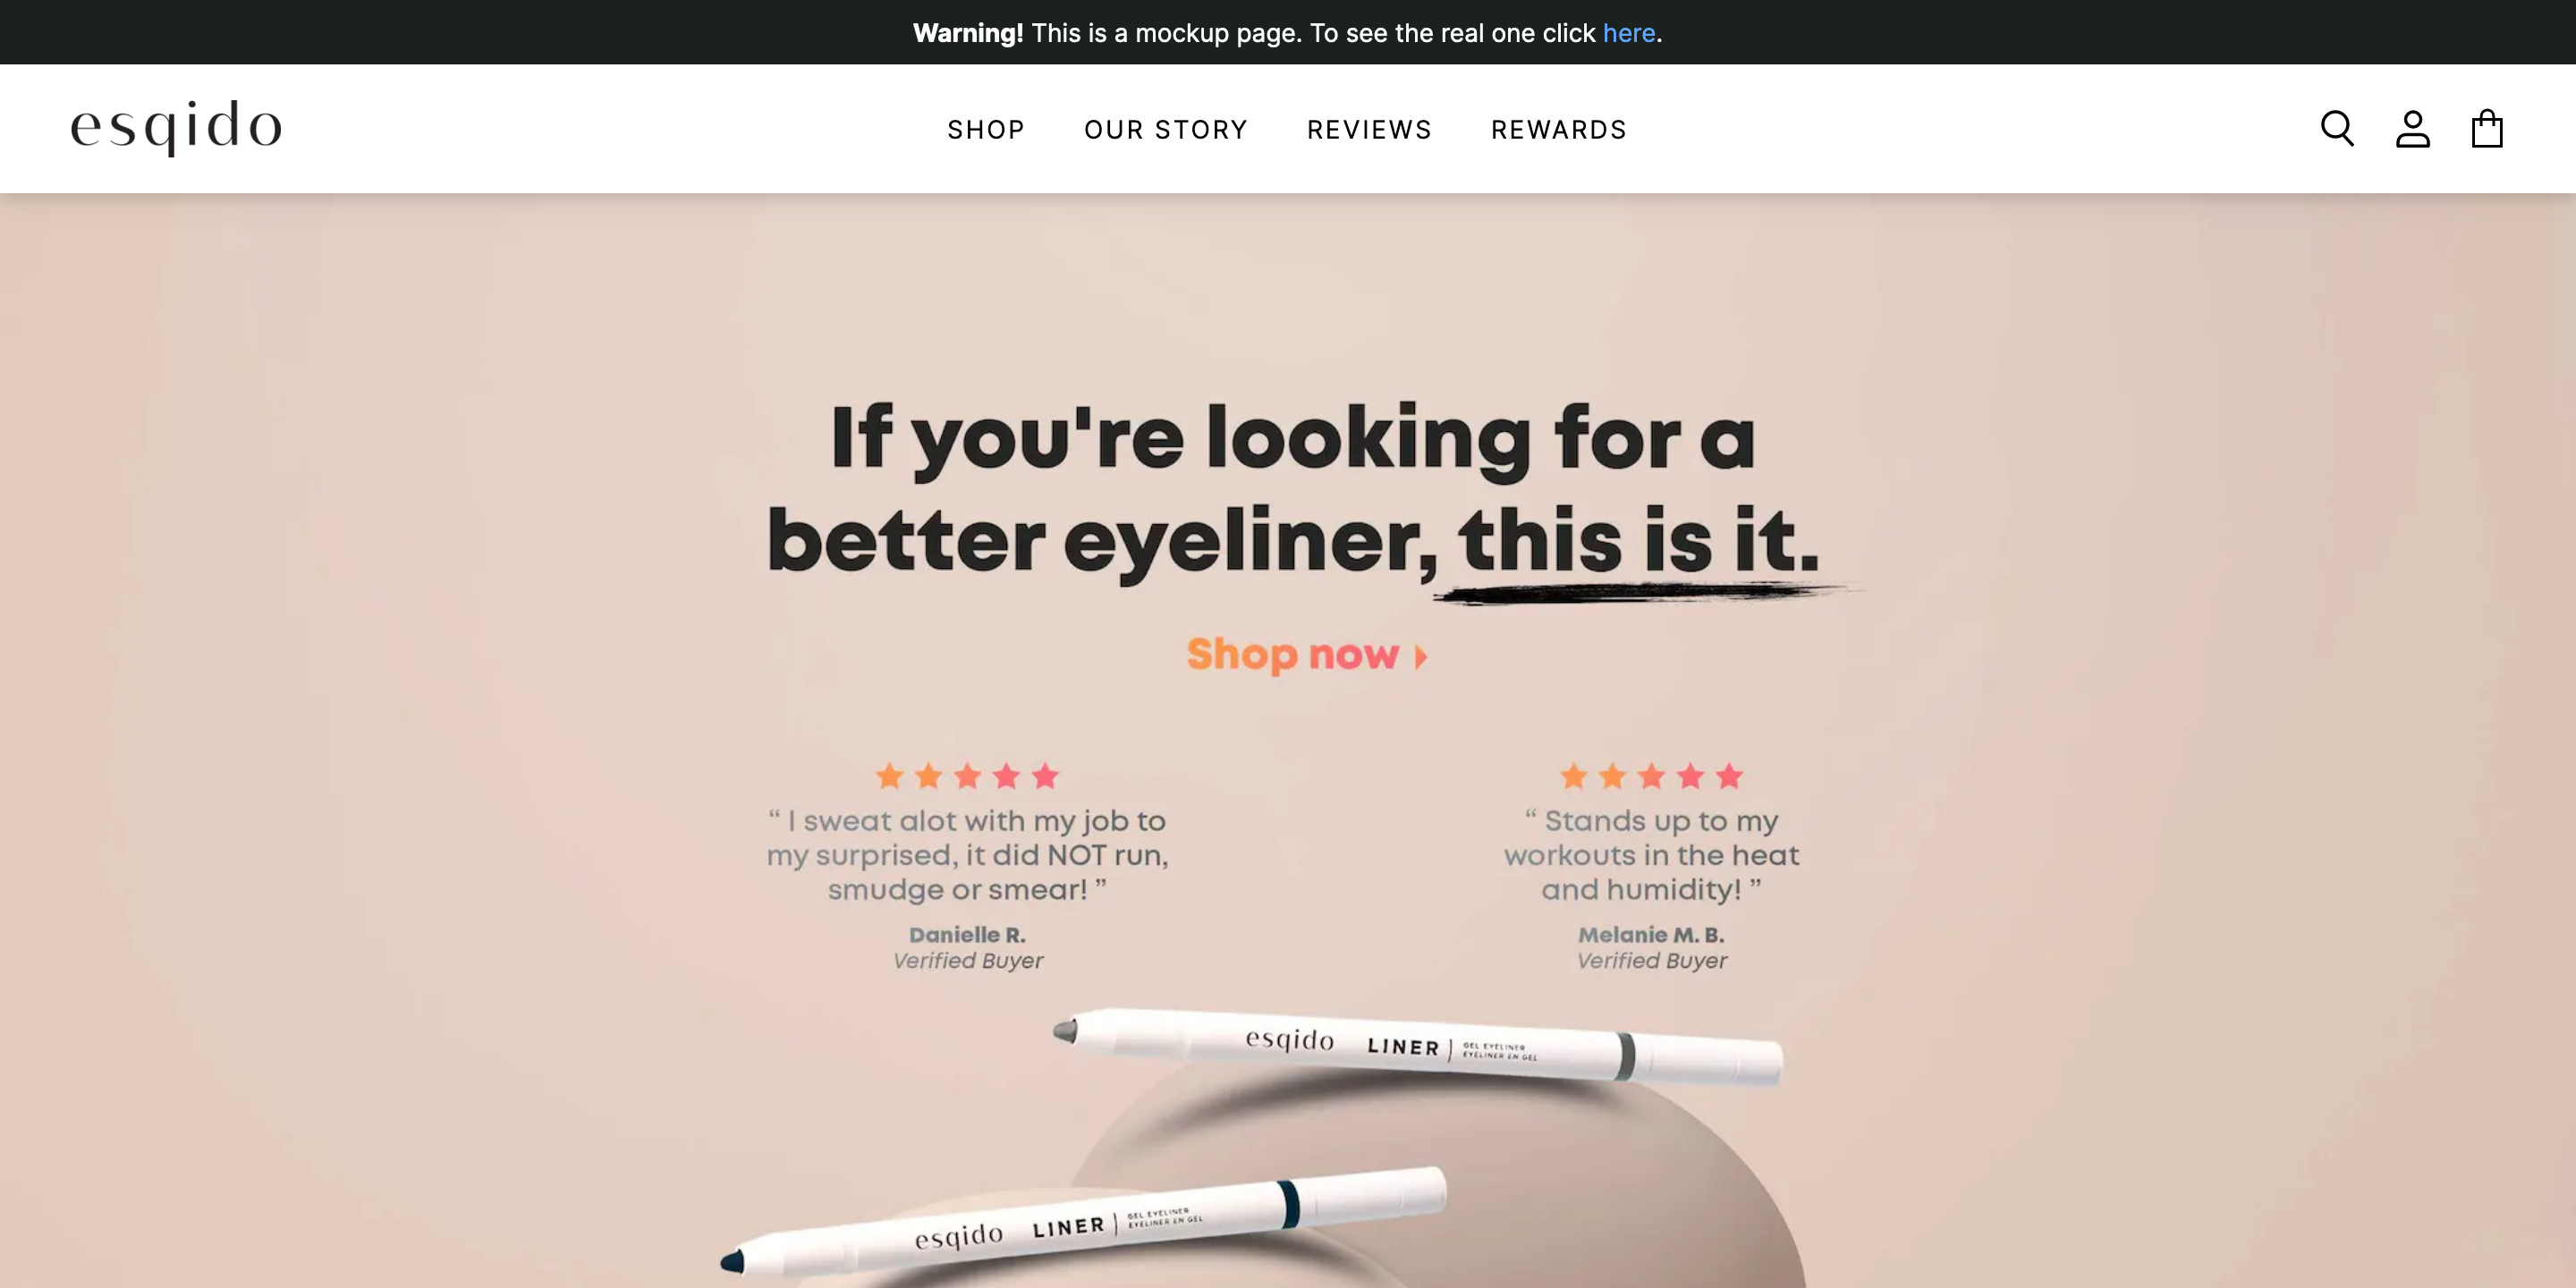 Warning! This is a mockup page. To see the real one click here.
esqido
SHOP
OUR STORY
REVIEWS
REWARDS
If you're looking for a
better eyeliner, this is it.
Shop now
“ I sweat alot with my job to
my surprised, it did NOT run,
smudge or smear! ”
Danielle R.
Verified Buyer
“ Stands up to my
workouts in the heat
and humidity! ”
Melanie M. B.
Verified Buyer
esqido LINER | GEL EYELINER
EYELINER EN GEL
esqido LINER | GEL EYELINER
EYELINER EN GEL